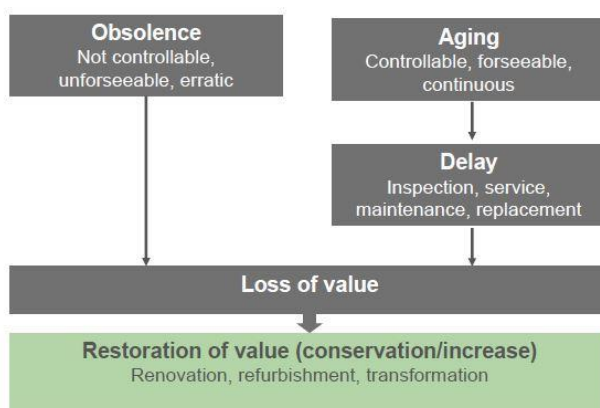 Obsolence
Not controllable,
unforseeable, erratic
Aging
Controllable, forseeable,
continuous
Delay
Inspection, service,
maintenance, replacement
Loss of value
Restoration of value (conservation/increase)
Renovation, refurbishment, transformation